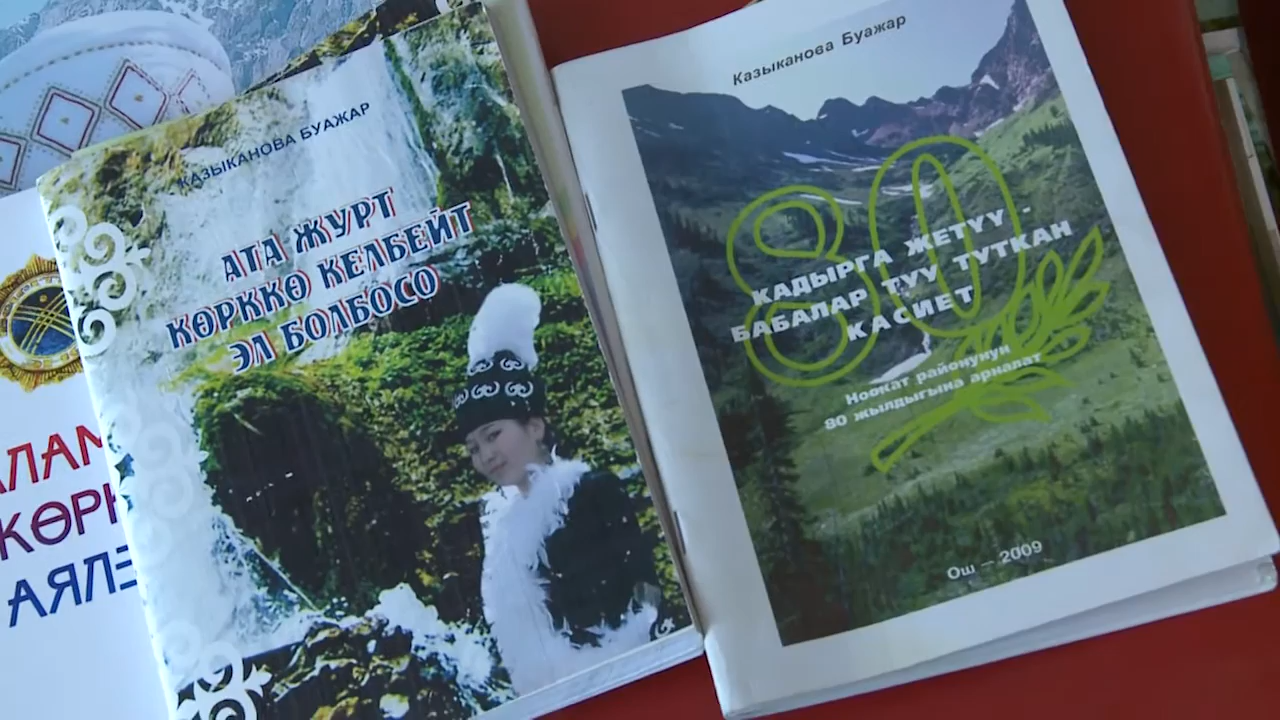 КАЗЫКАНОВА БУАЖАР
АТА ЖУРТ
КӨРККӨ КЕЛБЕЙТ
ЭЛ БОЛБОСО
Казыканова Буажар
80
КАДЫРГА ЖЕТҮҮ -
БАБАЛАР ТУУ ТУТКАН
КАСИЕТ
Ноокат районунун
80 жылдыгына арналат
Ош – 2009